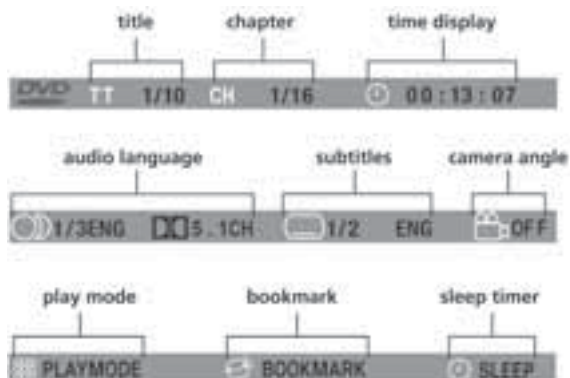 title chapter time display
DVD TT 1/10 CH 1/16 00:13:07
audio language subtitles camera angle
1/3ENG 5.1CH 1/2 ENG :OFF
play mode bookmark sleep timer
PLAYMODE BOOKMARK SLEEP